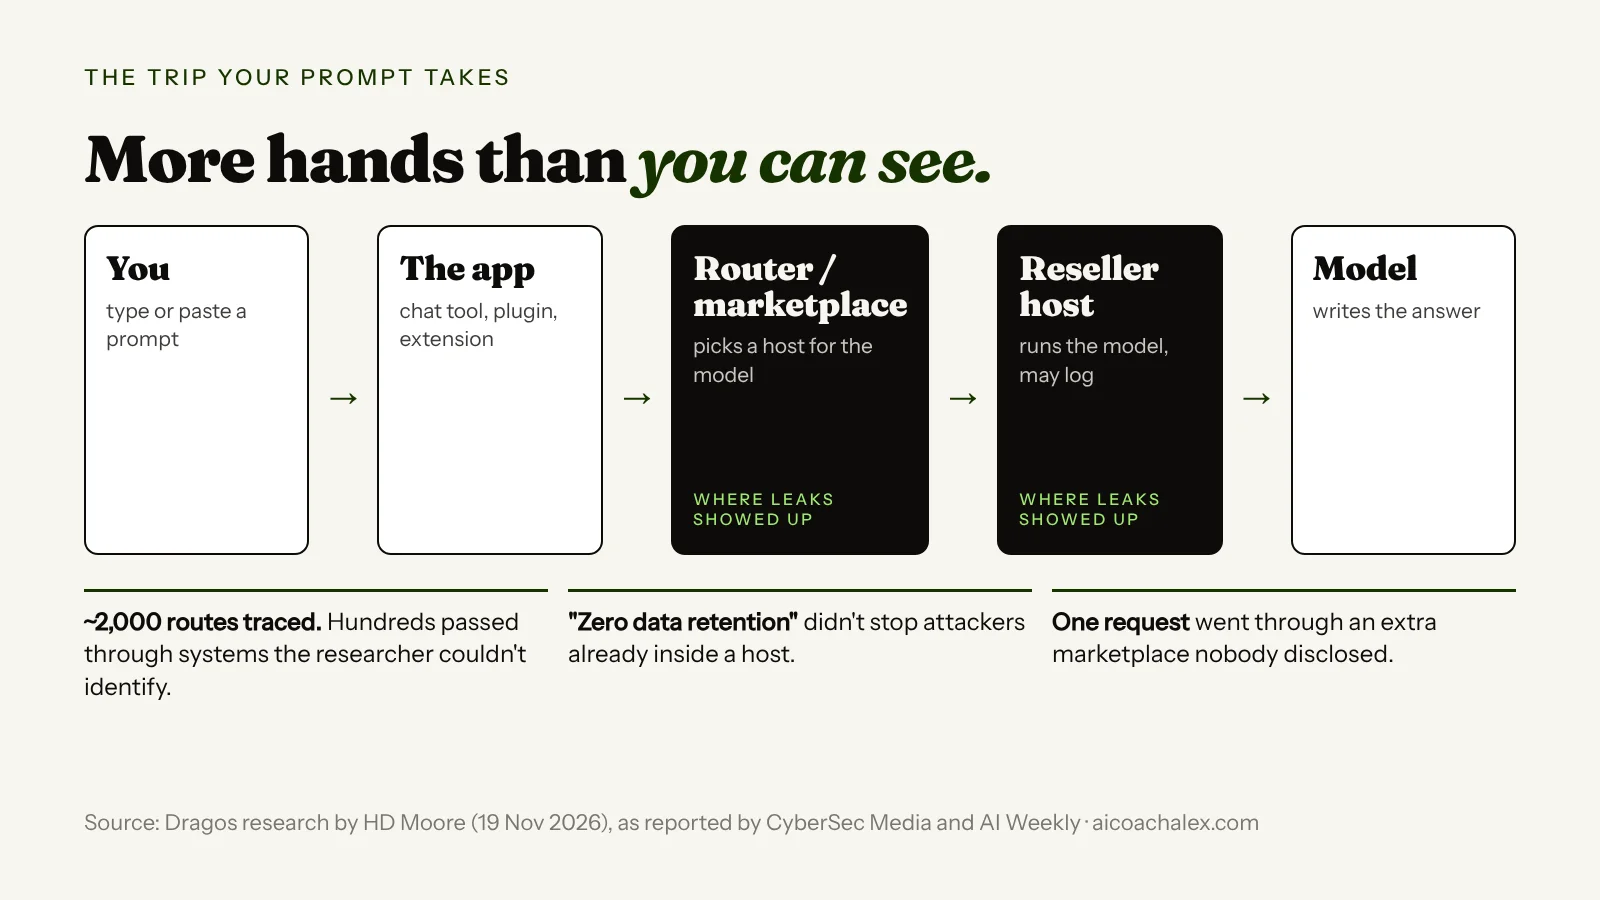 THE TRIP YOUR PROMPT TAKES
More hands than you can see.
You
type or paste a
prompt
→
The app
chat tool, plugin,
extension
→
Router /
marketplace
picks a host for the
model
WHERE LEAKS
SHOWED UP
→
Reseller
host
runs the model,
may log
WHERE LEAKS
SHOWED UP
→
Model
writes the answer
~2,000 routes traced. Hundreds passed
through systems the researcher couldn't
identify.
"Zero data retention" didn't stop attackers
already inside a host.
One request went through an extra
marketplace nobody disclosed.
Source: Dragos research by HD Moore (19 Nov 2026), as reported by CyberSec Media and AI Weekly · aicoachalex.com